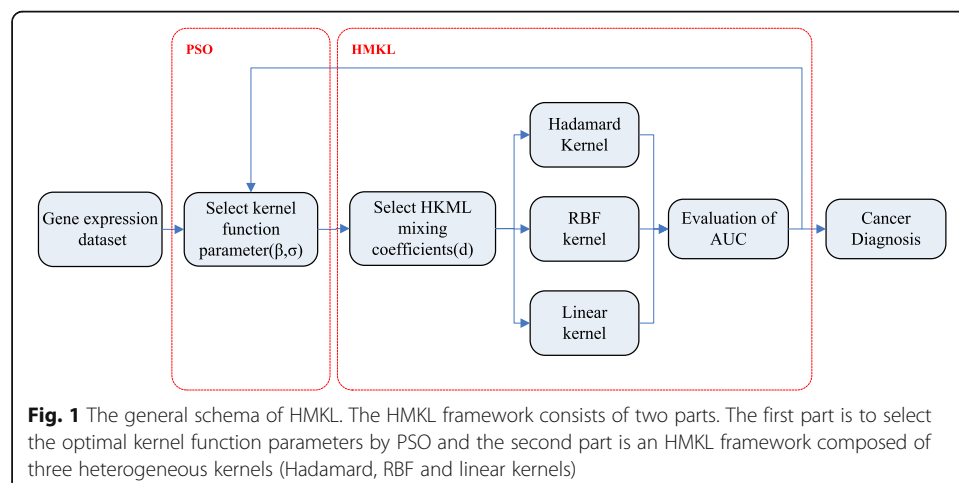 PSO
HMKL
Gene expression
dataset
Select kernel
function
parameter(β,σ)
Select HKML
mixing
coefficients(d)
Hadamard
Kernel
RBF
kernel
Linear
kernel
Evaluation of
AUC
Cancer
Diagnosis
Fig. 1 The general schema of HMKL. The HMKL framework consists of two parts. The first part is to select
the optimal kernel function parameters by PSO and the second part is an HMKL framework composed of
three heterogeneous kernels (Hadamard, RBF and linear kernels)